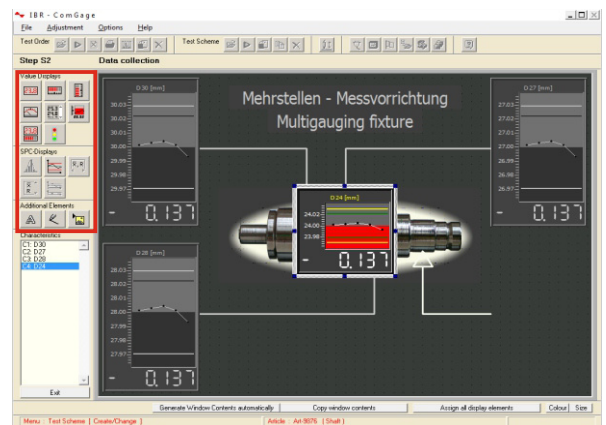 IBR - ComGage
File Adjustment Options Help
Test Order Test Scheme
Step S2 Data collection
Value Displays
SPC-Displays
Additional Elements
Characteristics
C1: D30
C2: D27
C3: D28
C4: D24
Exit
D30 [mm]
30.03
30.02
30.01
30.00
29.99
29.98
29.97
- 0.137
Mehrstellen - Messvorrichtung
Multigauging fixture
D27 [mm]
27.03
27.02
27.01
27.00
26.99
26.98
26.97
- 0.137
D24 [mm]
24.02
24.00
23.98
- 0.137
D28 [mm]
28.03
28.02
28.01
28.00
27.99
27.98
27.97
- 0.137
Generate Window Contents automatically Copy window contents Assign all display elements Colour Size
Menu : Test Scheme [ Create/Change ] Article : Art-9076 [ Shaft ]